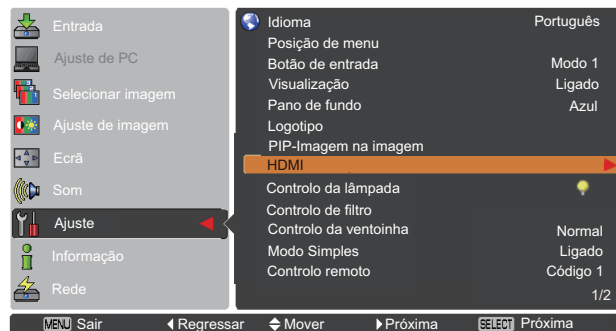 Entrada
Ajuste de PC
Selecionar imagem
Ajuste de imagem
Ecrã
Som
Ajuste
Informação
Rede
Idioma Português
Posição de menu
Botão de entrada Modo 1
Visualização Ligado
Pano de fundo Azul
Logotipo
PIP-Imagem na imagem
HDMI
Controlo da lâmpada
Controlo de filtro
Controlo da ventoinha Normal
Modo Simples Ligado
Controlo remoto Código 1
1/2
MENU Sair Regressar Mover Próxima SELECT Próxima